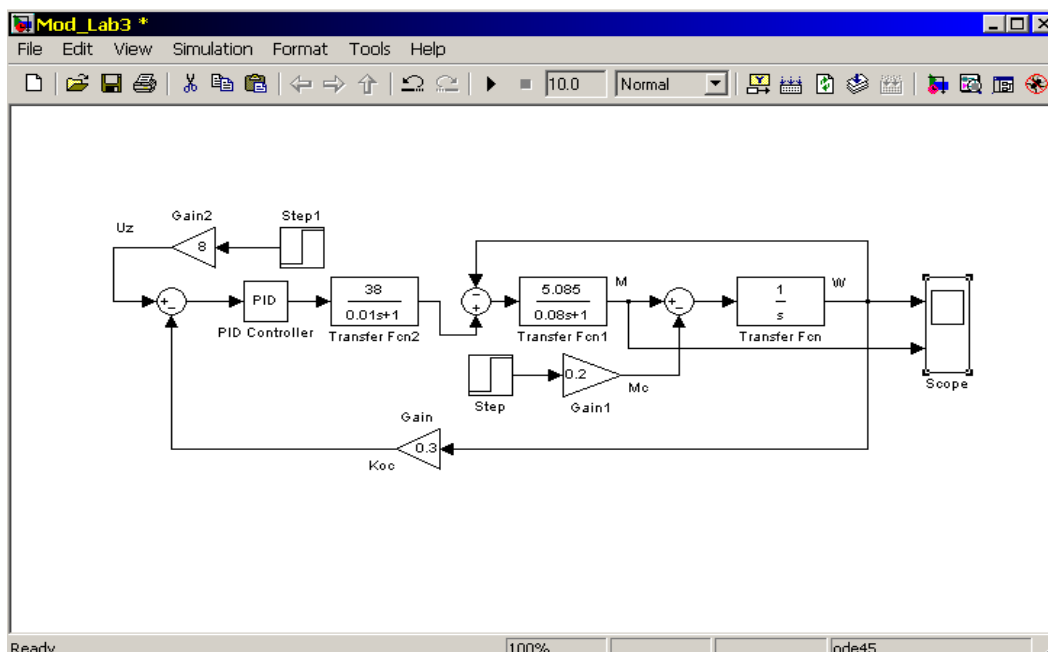 Mod_Lab3 *
File Edit View Simulation Format Tools Help
10.0 Normal
Gain2 Step1
Uz
8
PID
PID Controller
38
0.01s+1
Transfer Fcn2
5.085
0.08s+1
Transfer Fcn1
M
1
s
Transfer Fcn
W
Scope
Step
0.2
Gain1
Mc
Gain
0.3
Koc
Ready 100% ode45